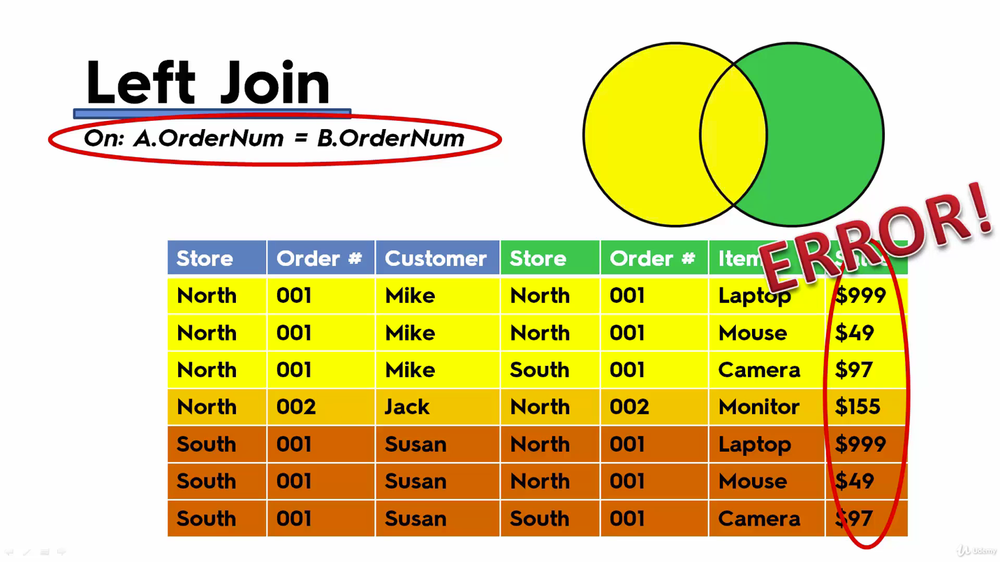 Left Join
On: A.OrderNum = B.OrderNum
ERROR!
Store Order # Customer Store Order # Item Sales
North 001 Mike North 001 Laptop $999
North 001 Mike North 001 Mouse $49
North 001 Mike South 001 Camera $97
North 002 Jack North 002 Monitor $155
South 001 Susan North 001 Laptop $999
South 001 Susan North 001 Mouse $49
South 001 Susan South 001 Camera $97
Udemy